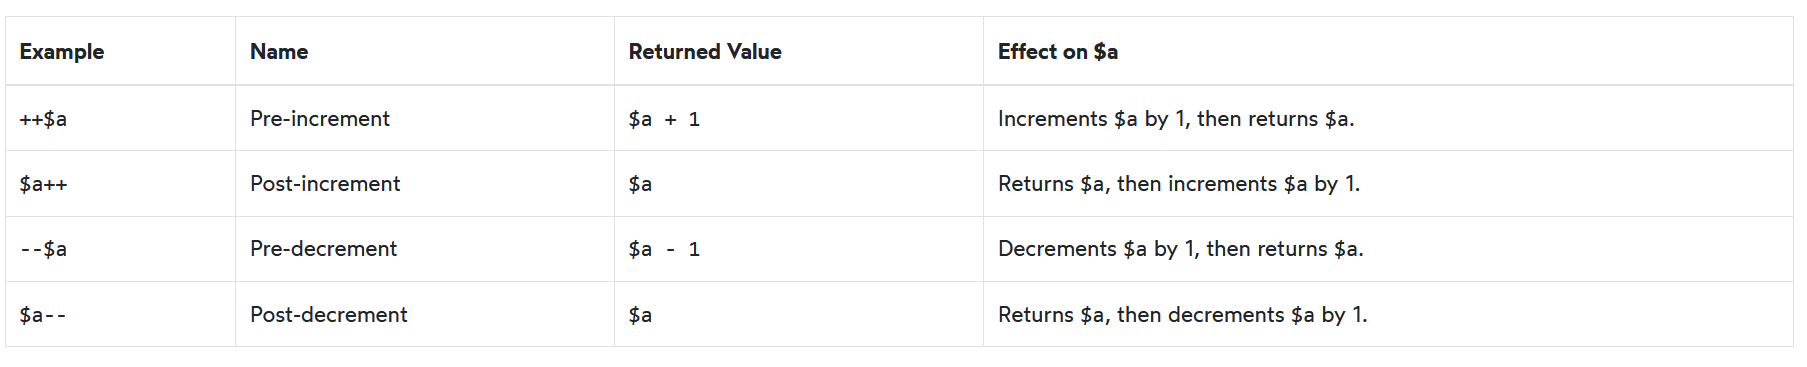 Example Name Returned Value Effect on $a
++$a Pre-increment $a + 1 Increments $a by 1, then returns $a.
$a++ Post-increment $a Returns $a, then increments $a by 1.
--$a Pre-decrement $a - 1 Decrements $a by 1, then returns $a.
$a-- Post-decrement $a Returns $a, then decrements $a by 1.